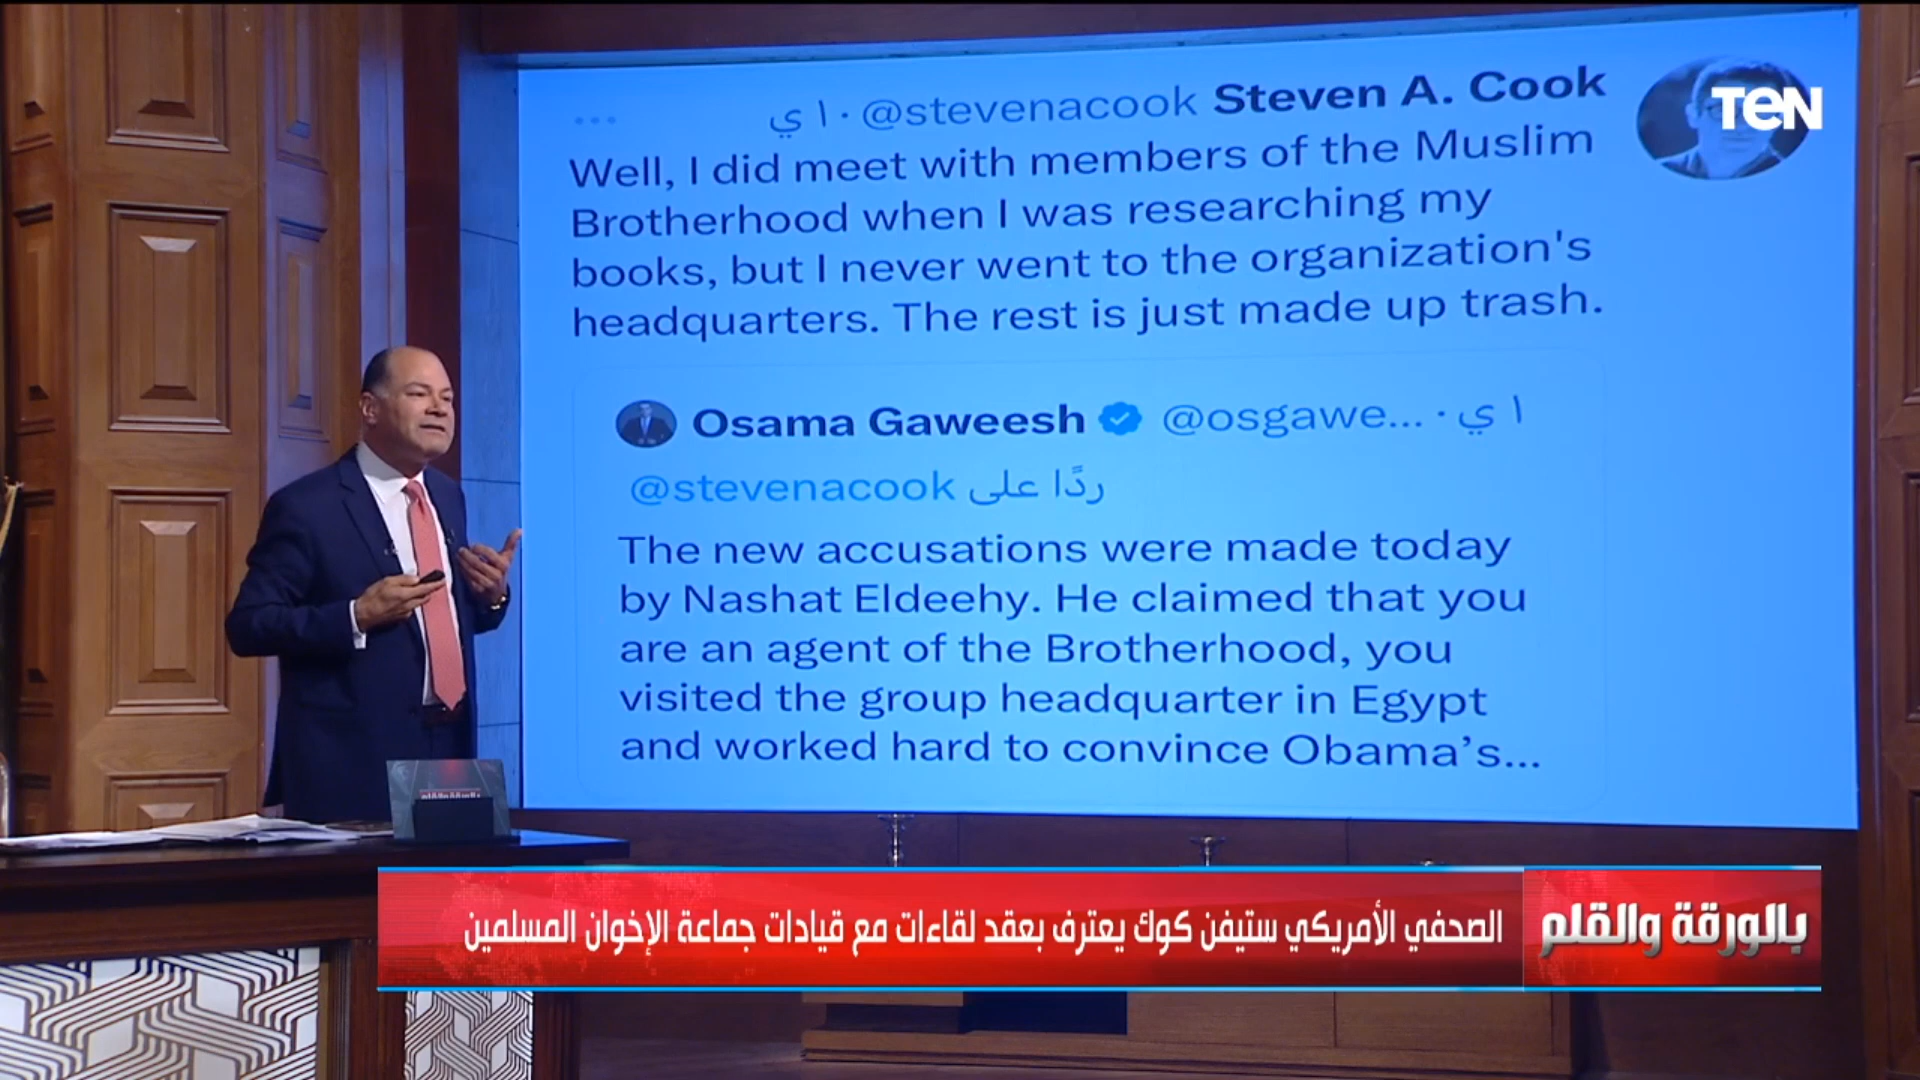 TeN
Steven A. Cook @stevenacook · ١ ي
Well, I did meet with members of the Muslim
Brotherhood when I was researching my
books, but I never went to the organization's
headquarters. The rest is just made up trash.
Osama Gaweesh @osgawe... · ١ ي
ردًا على @stevenacook
The new accusations were made today
by Nashat Eldeehy. He claimed that you
are an agent of the Brotherhood, you
visited the group headquarter in Egypt
and worked hard to convince Obama’s...
بالورقة والقلم
الصحفي الأمريكي ستيفن كوك يعترف بعقد لقاءات مع قيادات جماعة الإخوان المسلمين